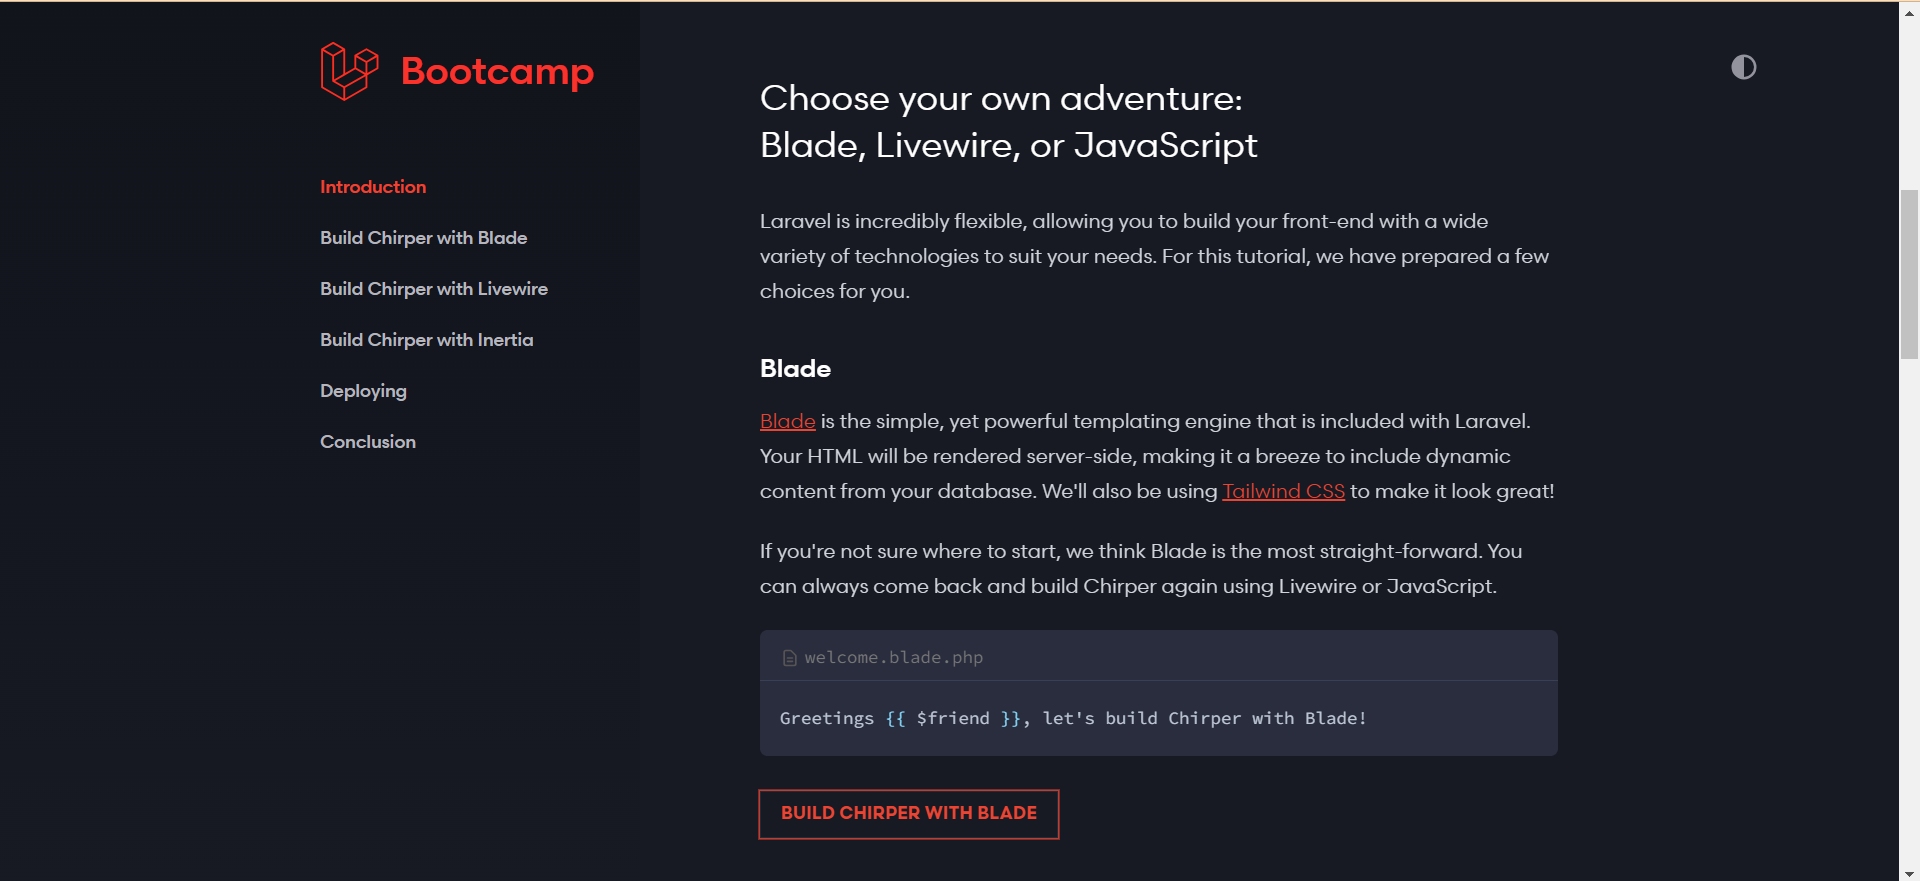 Bootcamp
Introduction
Build Chirper with Blade
Build Chirper with Livewire
Build Chirper with Inertia
Deploying
Conclusion
Choose your own adventure:
Blade, Livewire, or JavaScript
Laravel is incredibly flexible, allowing you to build your front-end with a wide
variety of technologies to suit your needs. For this tutorial, we have prepared a few
choices for you.
Blade
Blade is the simple, yet powerful templating engine that is included with Laravel.
Your HTML will be rendered server-side, making it a breeze to include dynamic
content from your database. We'll also be using Tailwind CSS to make it look great!
If you're not sure where to start, we think Blade is the most straight-forward. You
can always come back and build Chirper again using Livewire or JavaScript.
welcome.blade.php
Greetings {{ $friend }}, let's build Chirper with Blade!
BUILD CHIRPER WITH BLADE